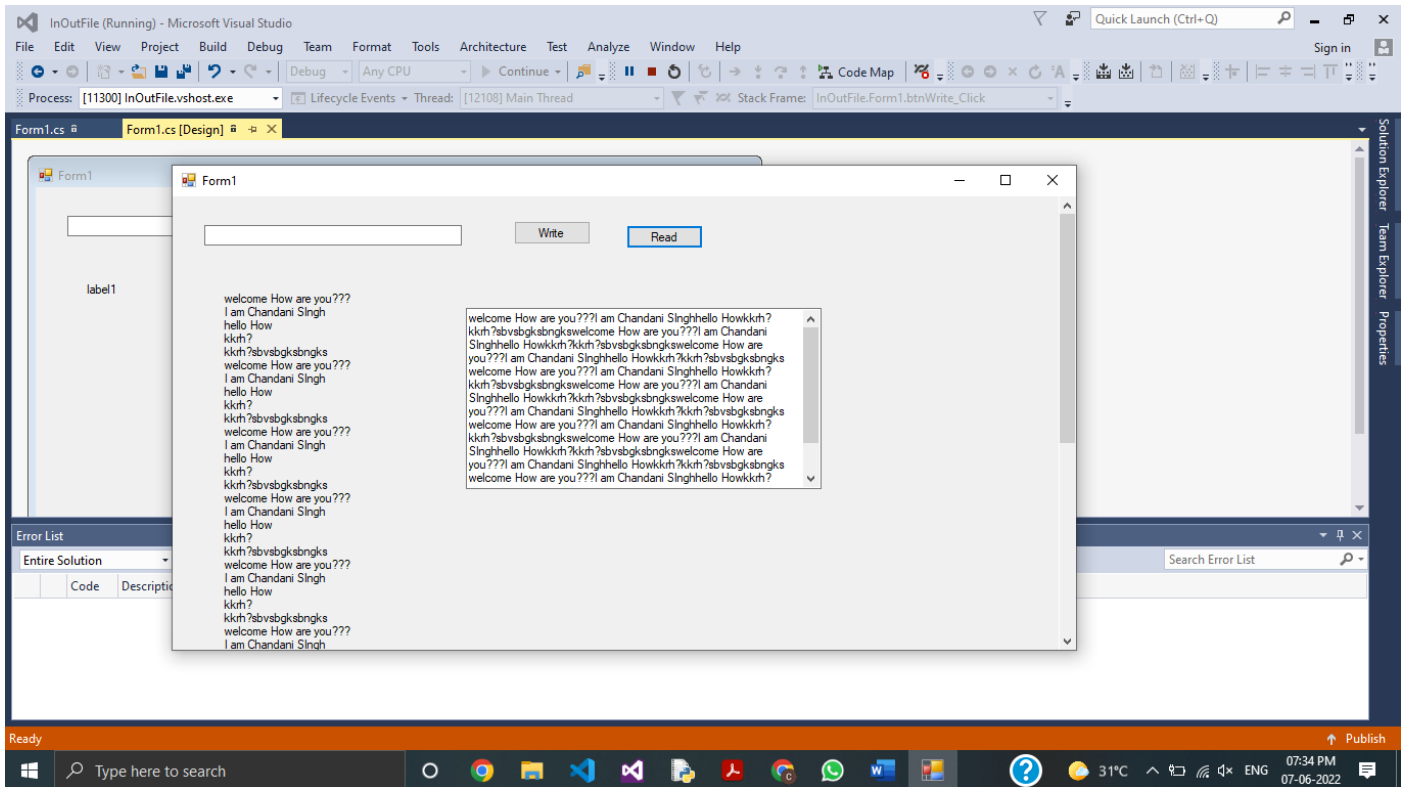 InOutFile (Running) - Microsoft Visual Studio
Quick Launch (Ctrl+Q)
File Edit View Project Build Debug Team Format Tools Architecture Test Analyze Window Help
Sign in
Debug Any CPU Continue Code Map
Process: [11300] InOutFile.vshost.exe Lifecycle Events Thread: [12108] Main Thread Stack Frame: InOutFile.Form1.btnWrite_Click
Form1.cs Form1.cs [Design]
Solution Explorer
Team Explorer
Properties
Form1
label1
Form1
Write
Read
welcome How are you???
I am Chandani SIngh
hello How
kkrh?
kkrh?sbvsbgksbngks
welcome How are you???
I am Chandani SIngh
hello How
kkrh?
kkrh?sbvsbgksbngks
welcome How are you???
I am Chandani SIngh
hello How
kkrh?
kkrh?sbvsbgksbngks
welcome How are you???
I am Chandani SIngh
hello How
kkrh?
kkrh?sbvsbgksbngks
welcome How are you???
I am Chandani SIngh
hello How
kkrh?
kkrh?sbvsbgksbngks
welcome How are you???
I am Chandani SIngh
welcome How are you???I am Chandani SInghhello Howkkrh?
kkrh?sbvsbgksbngkswelcome How are you???I am Chandani
SInghhello Howkkrh?kkrh?sbvsbgksbngkswelcome How are
you???I am Chandani SInghhello Howkkrh?kkrh?sbvsbgksbngks
welcome How are you???I am Chandani SInghhello Howkkrh?
kkrh?sbvsbgksbngkswelcome How are you???I am Chandani
SInghhello Howkkrh?kkrh?sbvsbgksbngkswelcome How are
you???I am Chandani SInghhello Howkkrh?kkrh?sbvsbgksbngks
welcome How are you???I am Chandani SInghhello Howkkrh?
kkrh?sbvsbgksbngkswelcome How are you???I am Chandani
SInghhello Howkkrh?kkrh?sbvsbgksbngkswelcome How are
you???I am Chandani SInghhello Howkkrh?kkrh?sbvsbgksbngks
welcome How are you???I am Chandani SInghhello Howkkrh?
Error List
Entire Solution
Search Error List
Code
Ready
Publish
Type here to search
31°C ENG
07:34 PM
07-06-2022